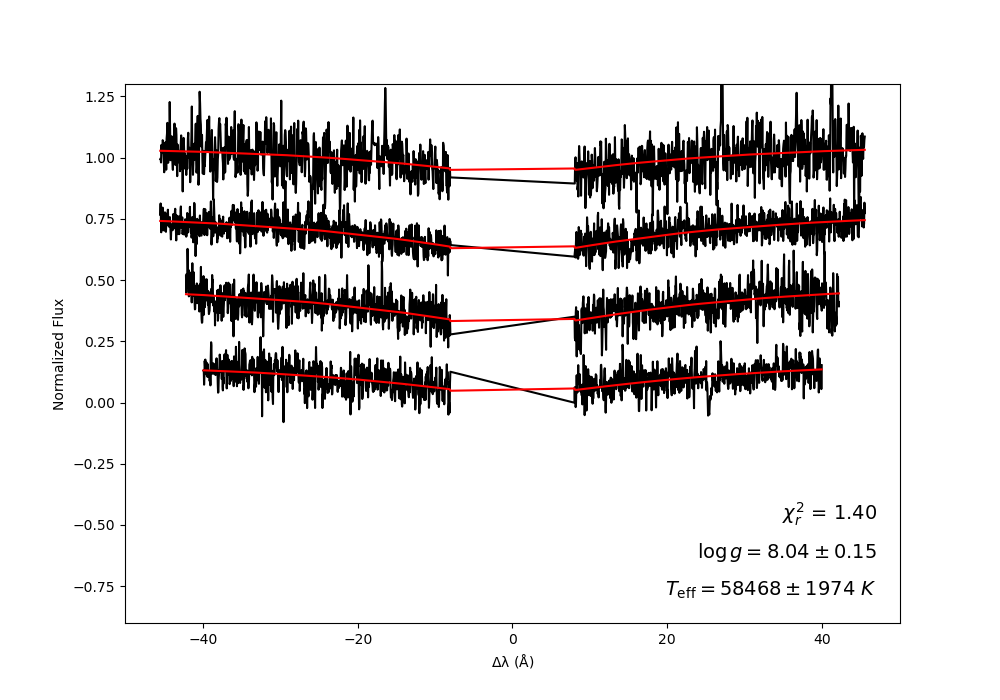 1.25
1.00
0.75
0.50
0.25
0.00
−0.25
−0.50
−0.75
Normalized Flux
χ²ᵣ = 1.40
log g = 8.04 ± 0.15
T_eff = 58468 ± 1974 K
−40 −20 0 20 40
Δλ (Å)